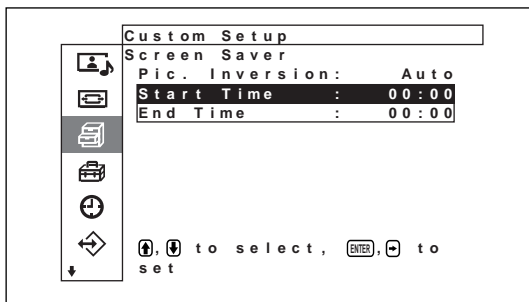 Custom Setup
Screen Saver
Pic. Inversion: Auto
Start Time : 00:00
End Time : 00:00
, to select, ENTER, to
set